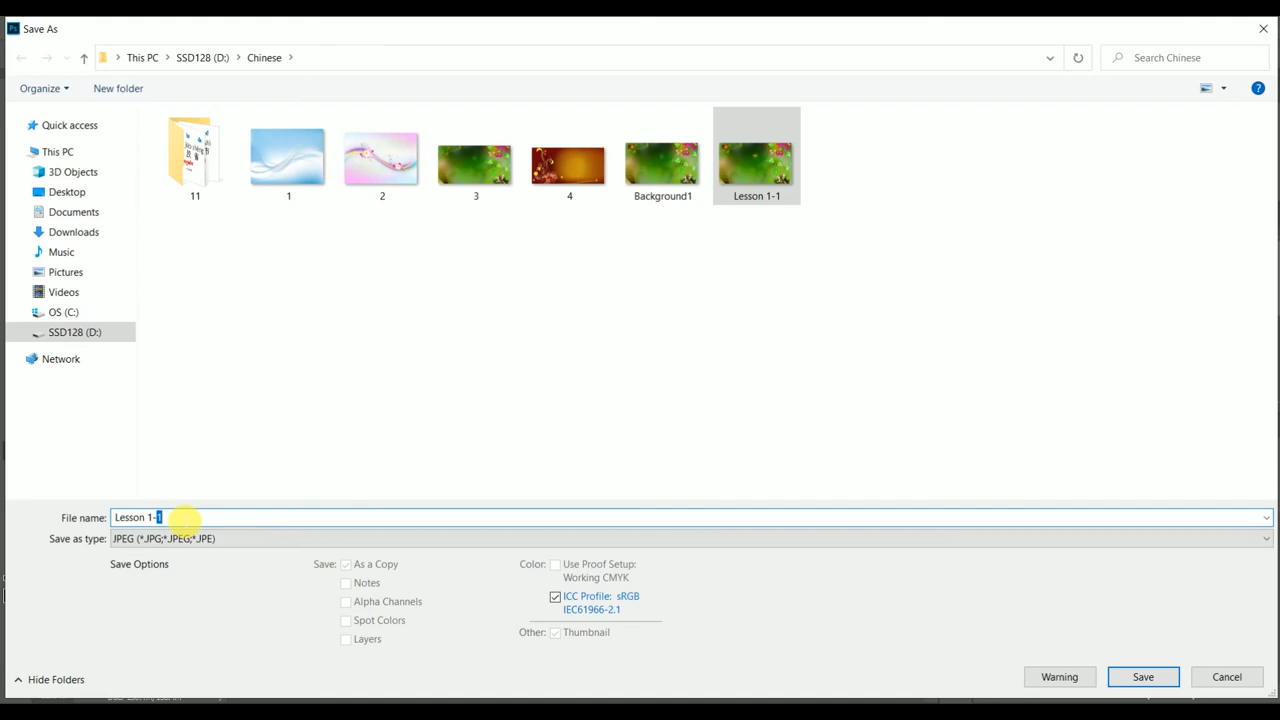 Ps Save As
This PC SSD128 (D:) Chinese Search Chinese
Organize New folder ?
Quick access
This PC
3D Objects
Desktop
Documents
Downloads
Music
Pictures
Videos
OS (C:)
SSD128 (D:)
Network
11 1 2 3 4 Background1 Lesson 1-1
File name: Lesson 1-1
Save as type: JPEG (*.JPG;*.JPEG;*.JPE)
Save Options
Save: As a Copy
Notes
Alpha Channels
Spot Colors
Layers
Color: Use Proof Setup:
Working CMYK
ICC Profile: sRGB
IEC61966-2.1
Other: Thumbnail
Hide Folders Warning Save Cancel